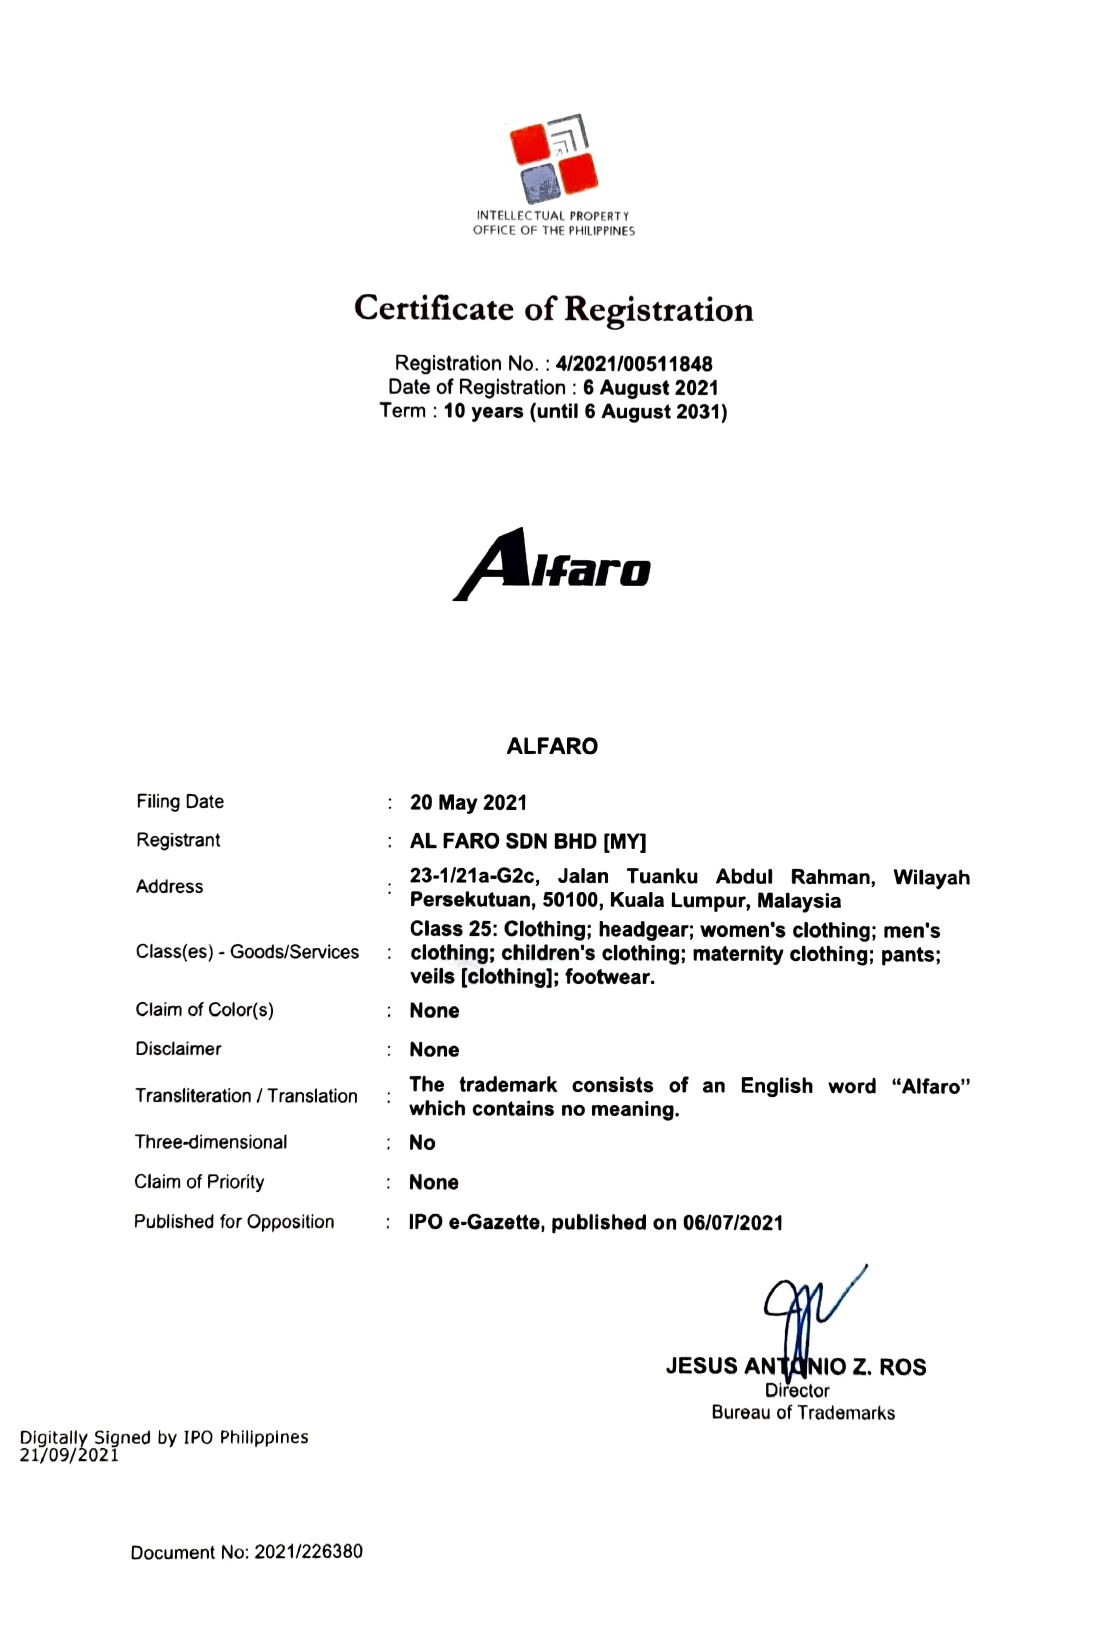 INTELLECTUAL PROPERTY
OFFICE OF THE PHILIPPINES
Certificate of Registration
Registration No. : 4/2021/00511848
Date of Registration : 6 August 2021
Term : 10 years (until 6 August 2031)
Alfaro
ALFARO
Filing Date : 20 May 2021
Registrant : AL FARO SDN BHD [MY]
Address : 23-1/21a-G2c, Jalan Tuanku Abdul Rahman, Wilayah
Persekutuan, 50100, Kuala Lumpur, Malaysia
Class(es) - Goods/Services : Class 25: Clothing; headgear; women's clothing; men's
clothing; children's clothing; maternity clothing; pants;
veils [clothing]; footwear.
Claim of Color(s) : None
Disclaimer : None
Transliteration / Translation : The trademark consists of an English word “Alfaro”
which contains no meaning.
Three-dimensional : No
Claim of Priority : None
Published for Opposition : IPO e-Gazette, published on 06/07/2021
JESUS ANTONIO Z. ROS
Director
Bureau of Trademarks
Digitally Signed by IPO Philippines
21/09/2021
Document No: 2021/226380